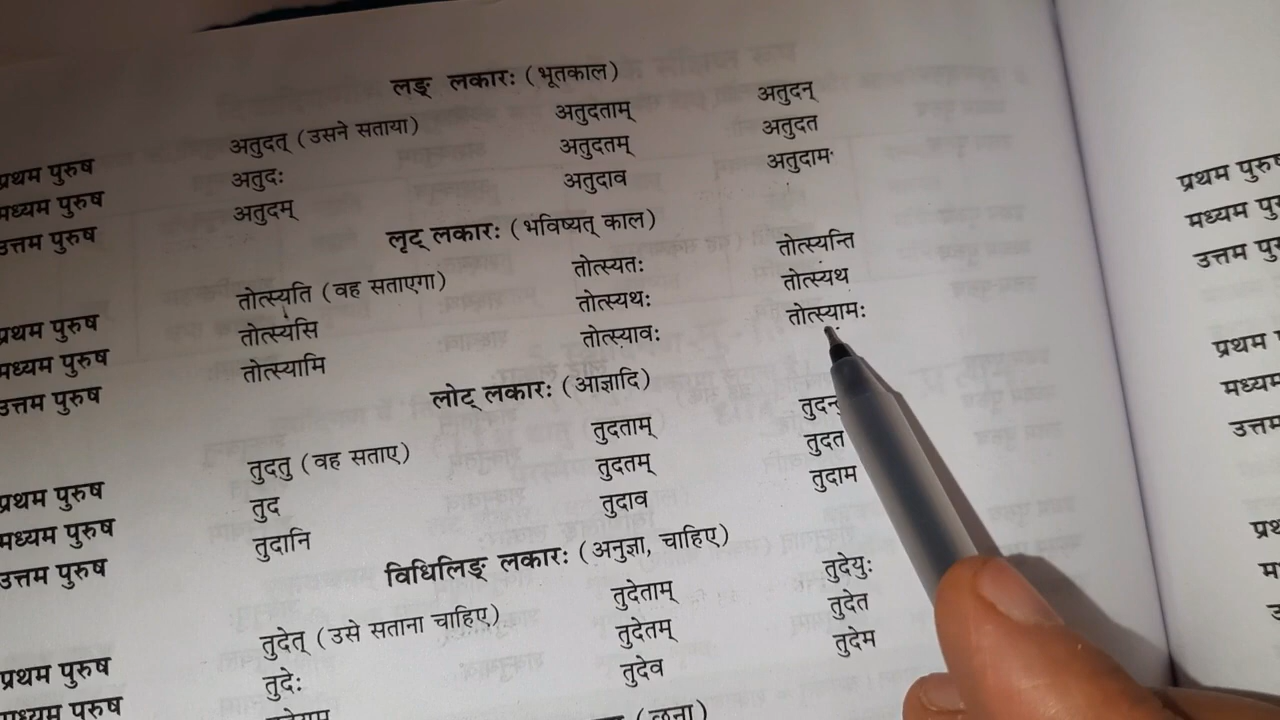 लङ् लकारः (भूतकाल)
प्रथम पुरुष अतुदत् (उसने सताया) अतुदताम् अतुदन्
मध्यम पुरुष अतुदः अतुदतम् अतुदत
उत्तम पुरुष अतुदम् अतुदाव अतुदाम
लृट् लकारः (भविष्यत् काल)
प्रथम पुरुष तोत्स्यति (वह सताएगा) तोत्स्यतः तोत्स्यन्ति
मध्यम पुरुष तोत्स्यसि तोत्स्यथः तोत्स्यथ
उत्तम पुरुष तोत्स्यामि तोत्स्यावः तोत्स्यामः
लोट् लकारः (आज्ञादि)
प्रथम पुरुष तुदतु (वह सताए) तुदताम्
मध्यम पुरुष तुद तुदतम् तुदत
उत्तम पुरुष तुदानि तुदाव तुदाम
विधिलिङ् लकारः (अनुज्ञा, चाहिए)
प्रथम पुरुष तुदेत् (उसे सताना चाहिए) तुदेताम् तुदेयुः
मध्यम पुरुष तुदेः तुदेतम् तुदेत
तुदेव तुदेम
प्रथम पुरुष
मध्यम
उत्तम
प्रथम
मध्यम
उत्तम